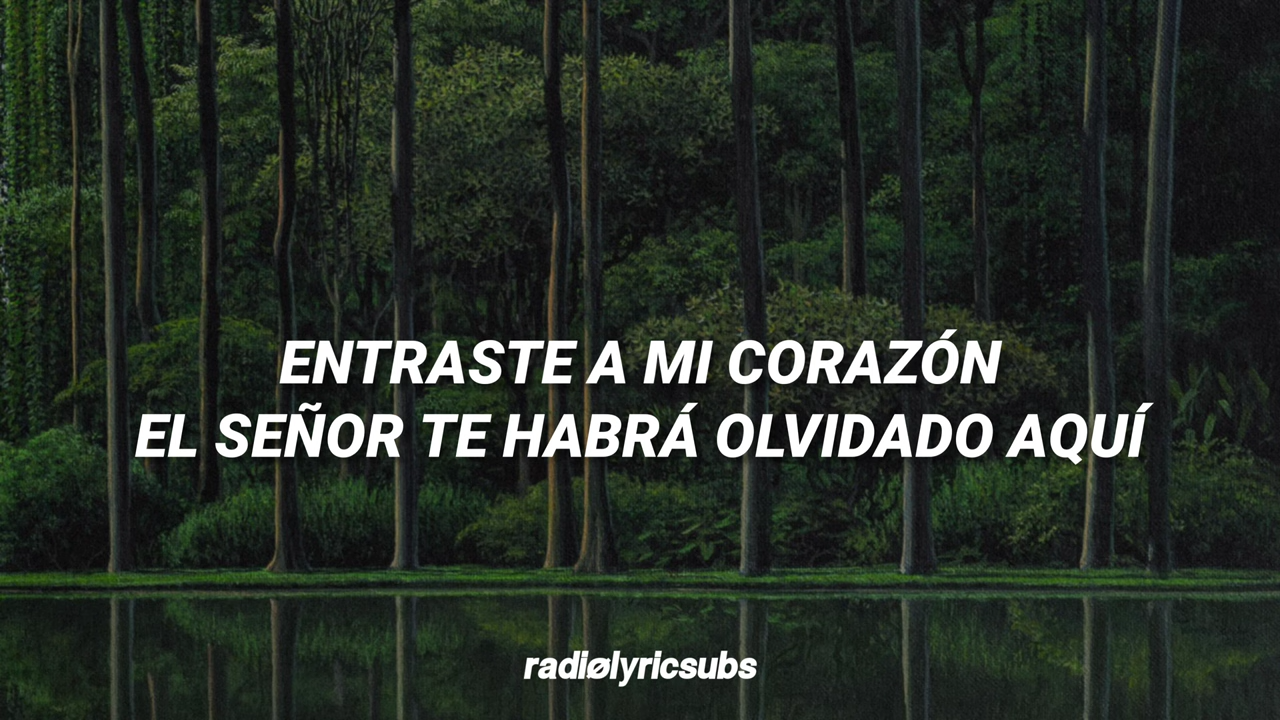 ENTRASTE A MI CORAZÓN
EL SEÑOR TE HABRÁ OLVIDADO AQUÍ
radiølyricsubs